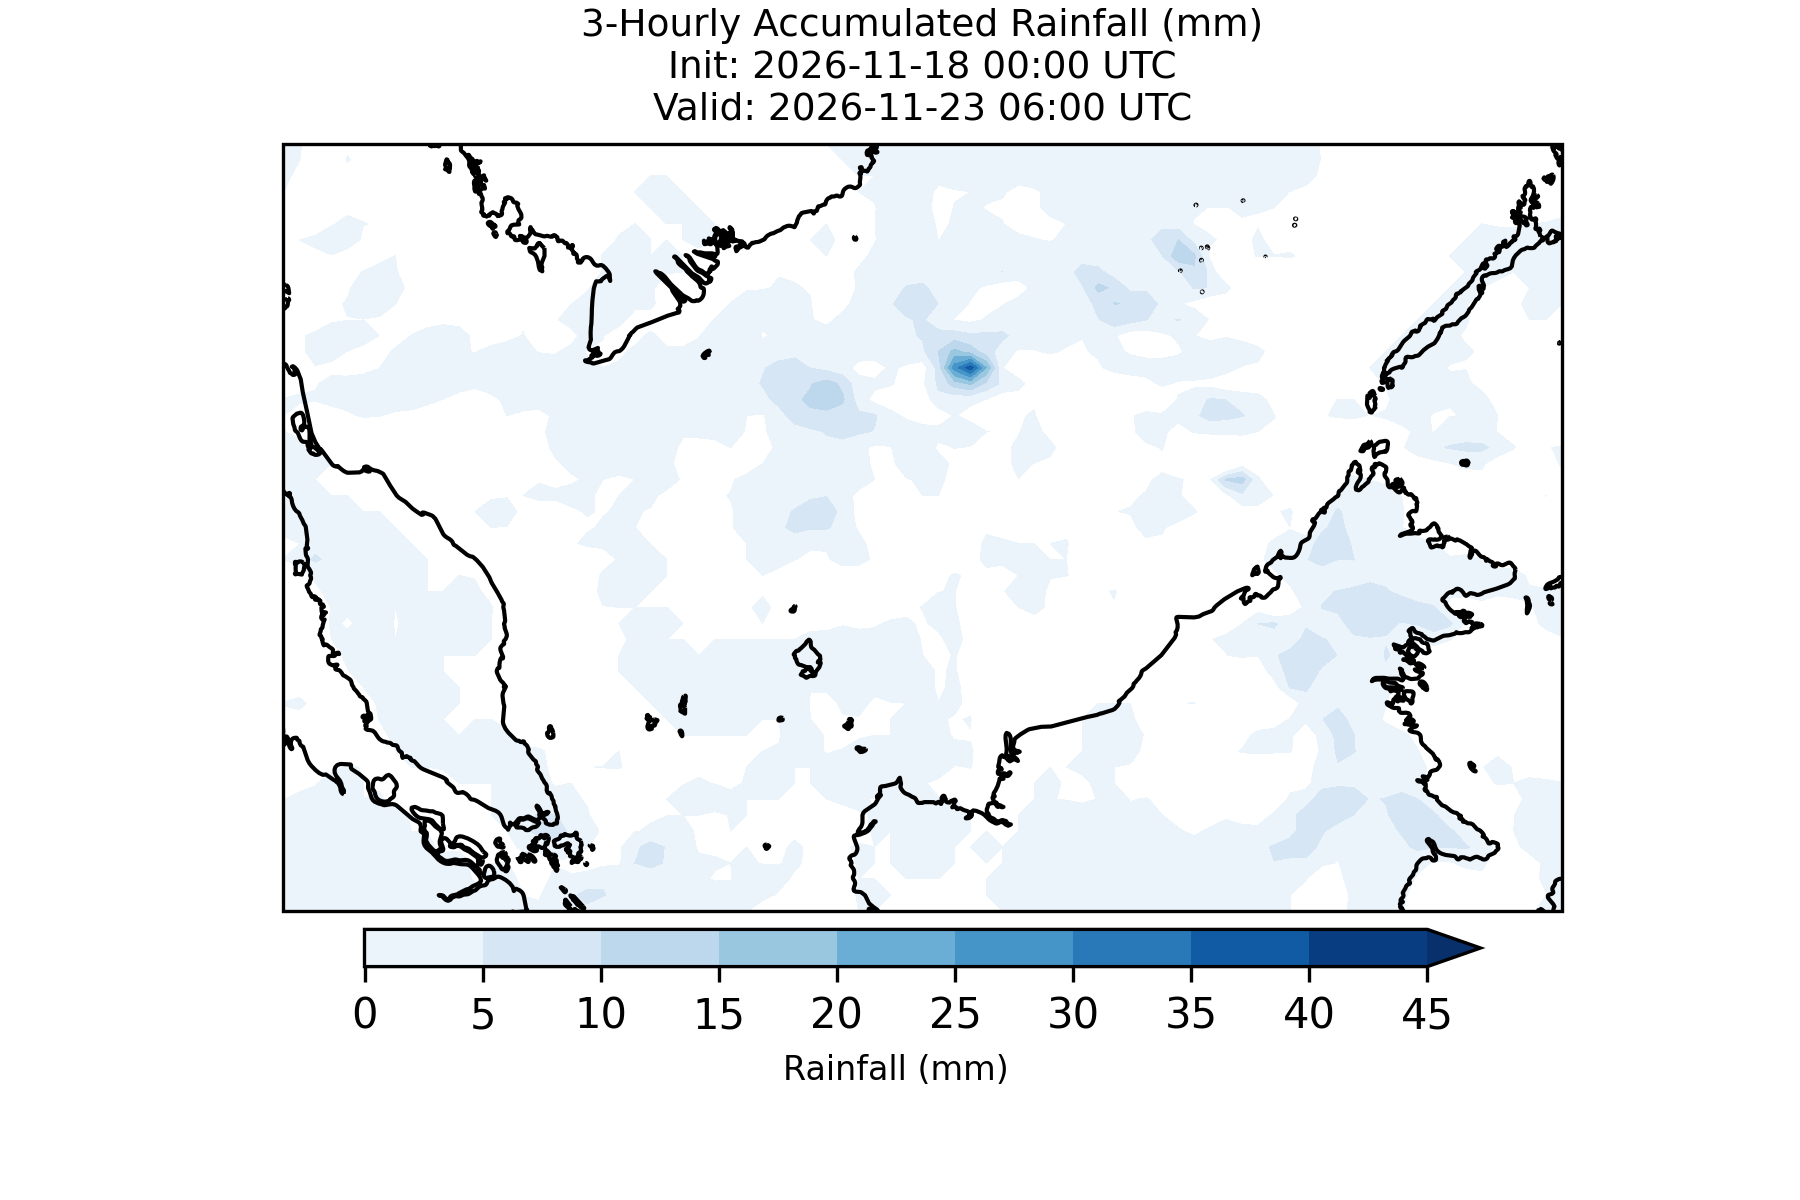 3-Hourly Accumulated Rainfall (mm)
Init: 2026-11-18 00:00 UTC
Valid: 2026-11-23 06:00 UTC
0 5 10 15 20 25 30 35 40 45
Rainfall (mm)